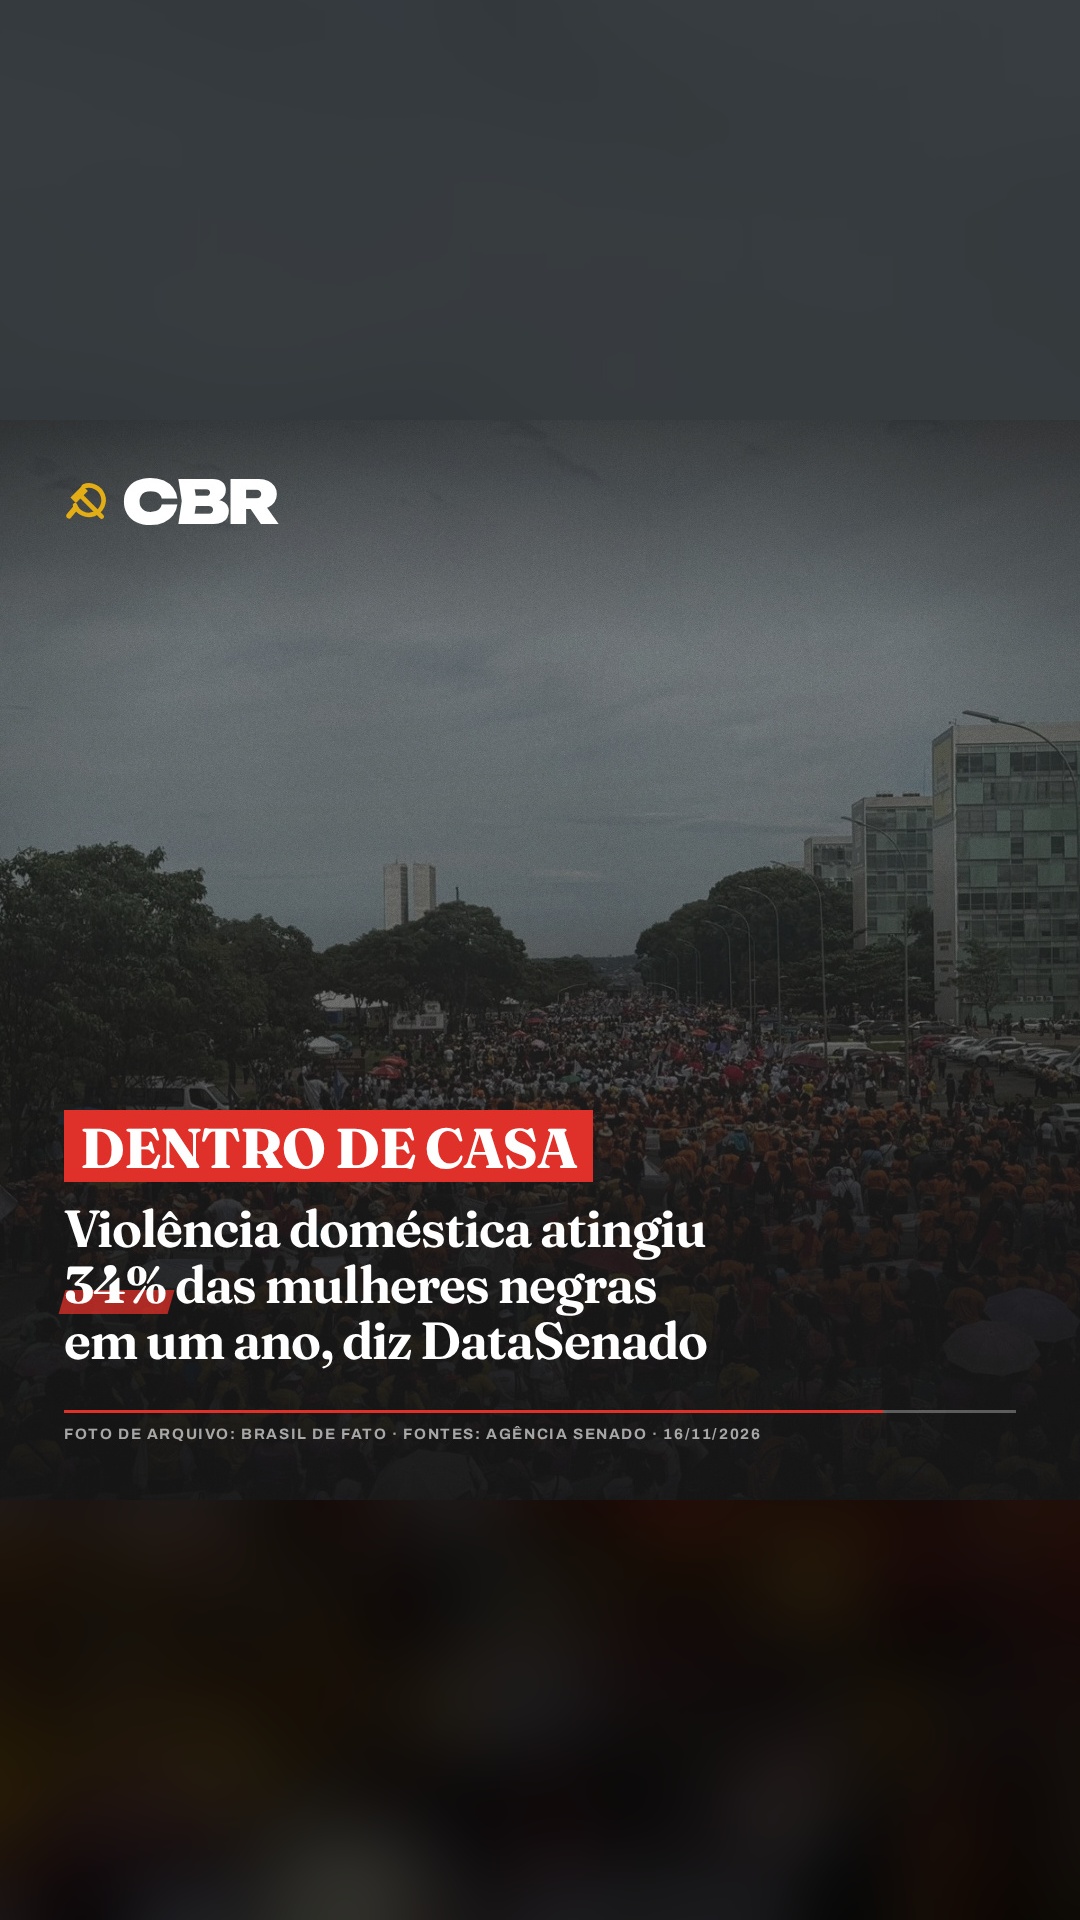 CBR
DENTRO DE CASA
Violência doméstica atingiu
34% das mulheres negras
em um ano, diz DataSenado
FOTO DE ARQUIVO: BRASIL DE FATO · FONTES: AGÊNCIA SENADO · 16/11/2026